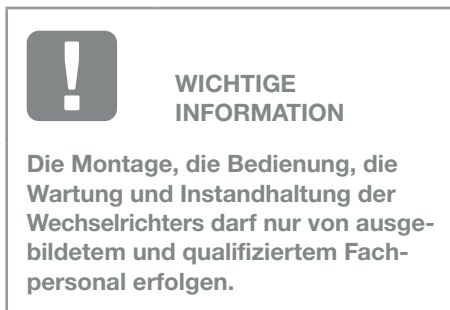 WICHTIGE
INFORMATION
Die Montage, die Bedienung, die
Wartung und Instandhaltung der
Wechselrichters darf nur von ausge-
bildetem und qualifiziertem Fach-
personal erfolgen.